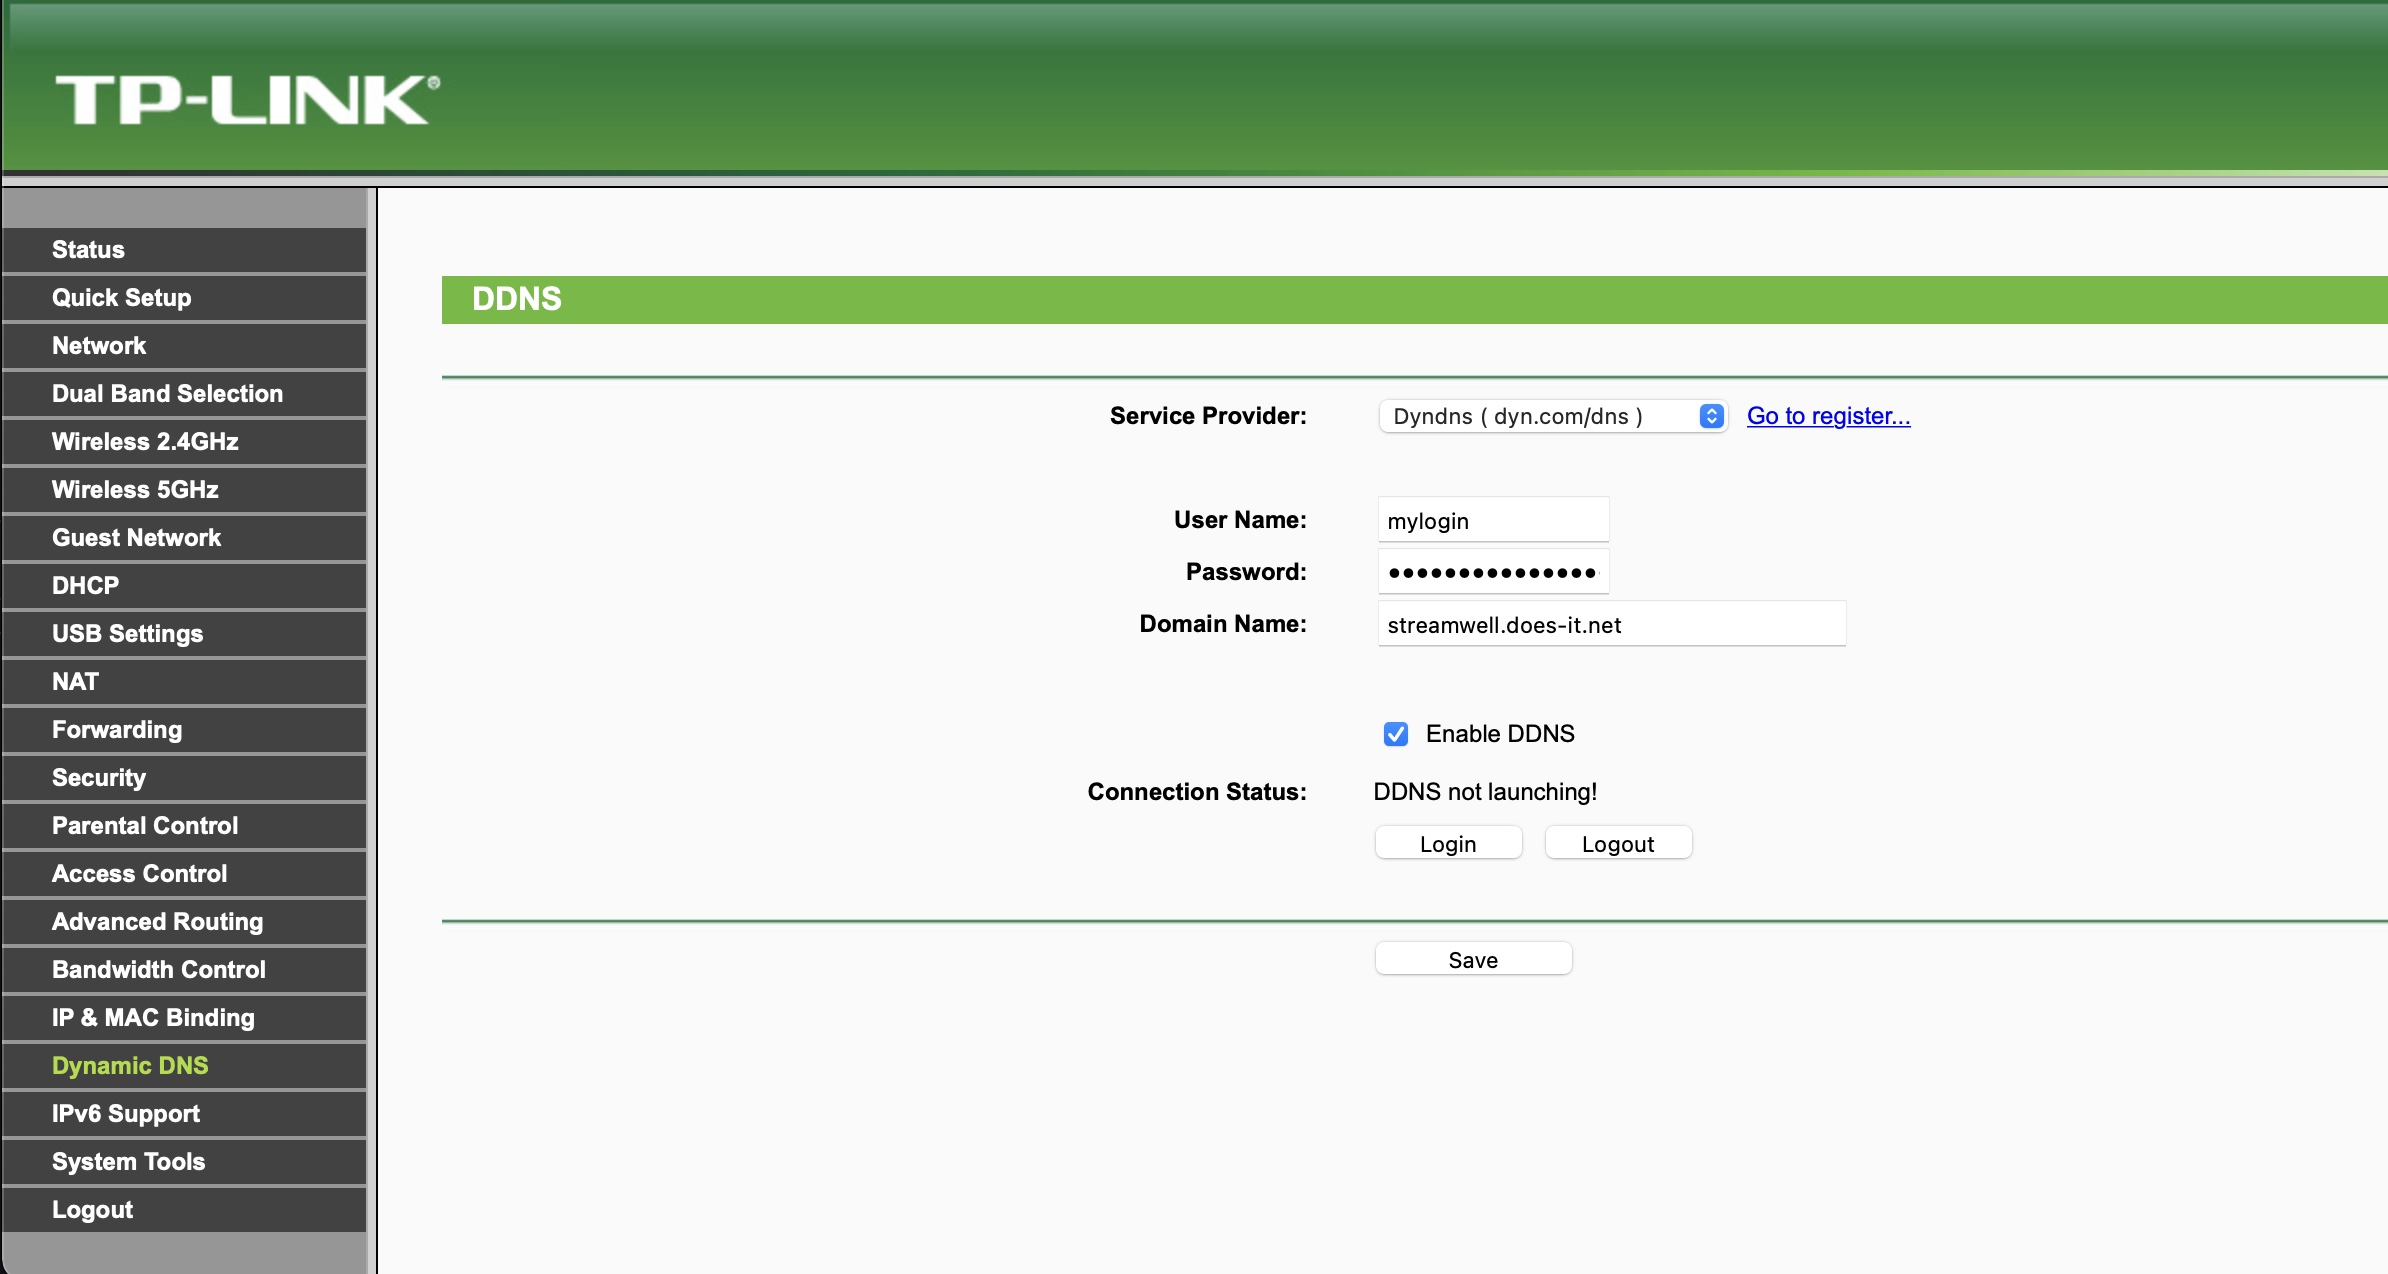 TP-LINK®
Status
Quick Setup
Network
Dual Band Selection
Wireless 2.4GHz
Wireless 5GHz
Guest Network
DHCP
USB Settings
NAT
Forwarding
Security
Parental Control
Access Control
Advanced Routing
Bandwidth Control
IP & MAC Binding
Dynamic DNS
IPv6 Support
System Tools
Logout
DDNS
Service Provider: Dyndns ( dyn.com/dns ) Go to register...
User Name: mylogin
Password: •••••••••••••••
Domain Name: streamwell.does-it.net
Enable DDNS
Connection Status: DDNS not launching!
Login Logout
Save